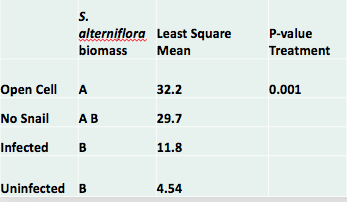 S.
alterniflora Least Square P-value
biomass Mean Treatment
Open Cell A 32.2 0.001
No Snail A B 29.7
Infected B 11.8
Uninfected B 4.54